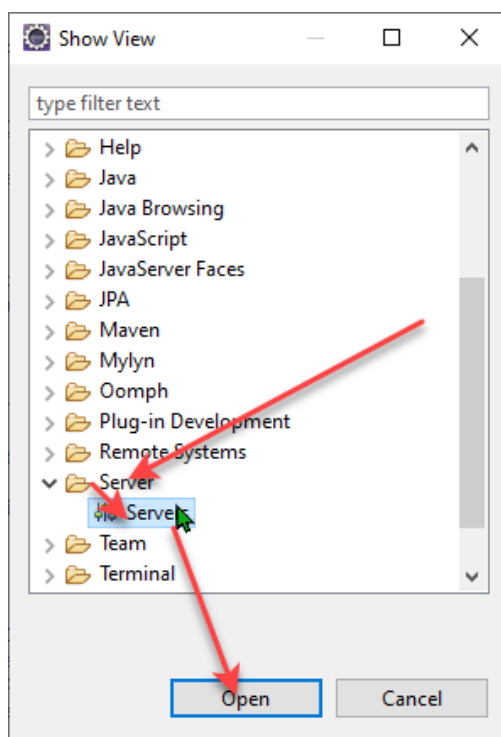 Show View
type filter text
Help
Java
Java Browsing
JavaScript
JavaServer Faces
JPA
Maven
Mylyn
Oomph
Plug-in Development
Remote Systems
Server
Servers
Team
Terminal
Open
Cancel